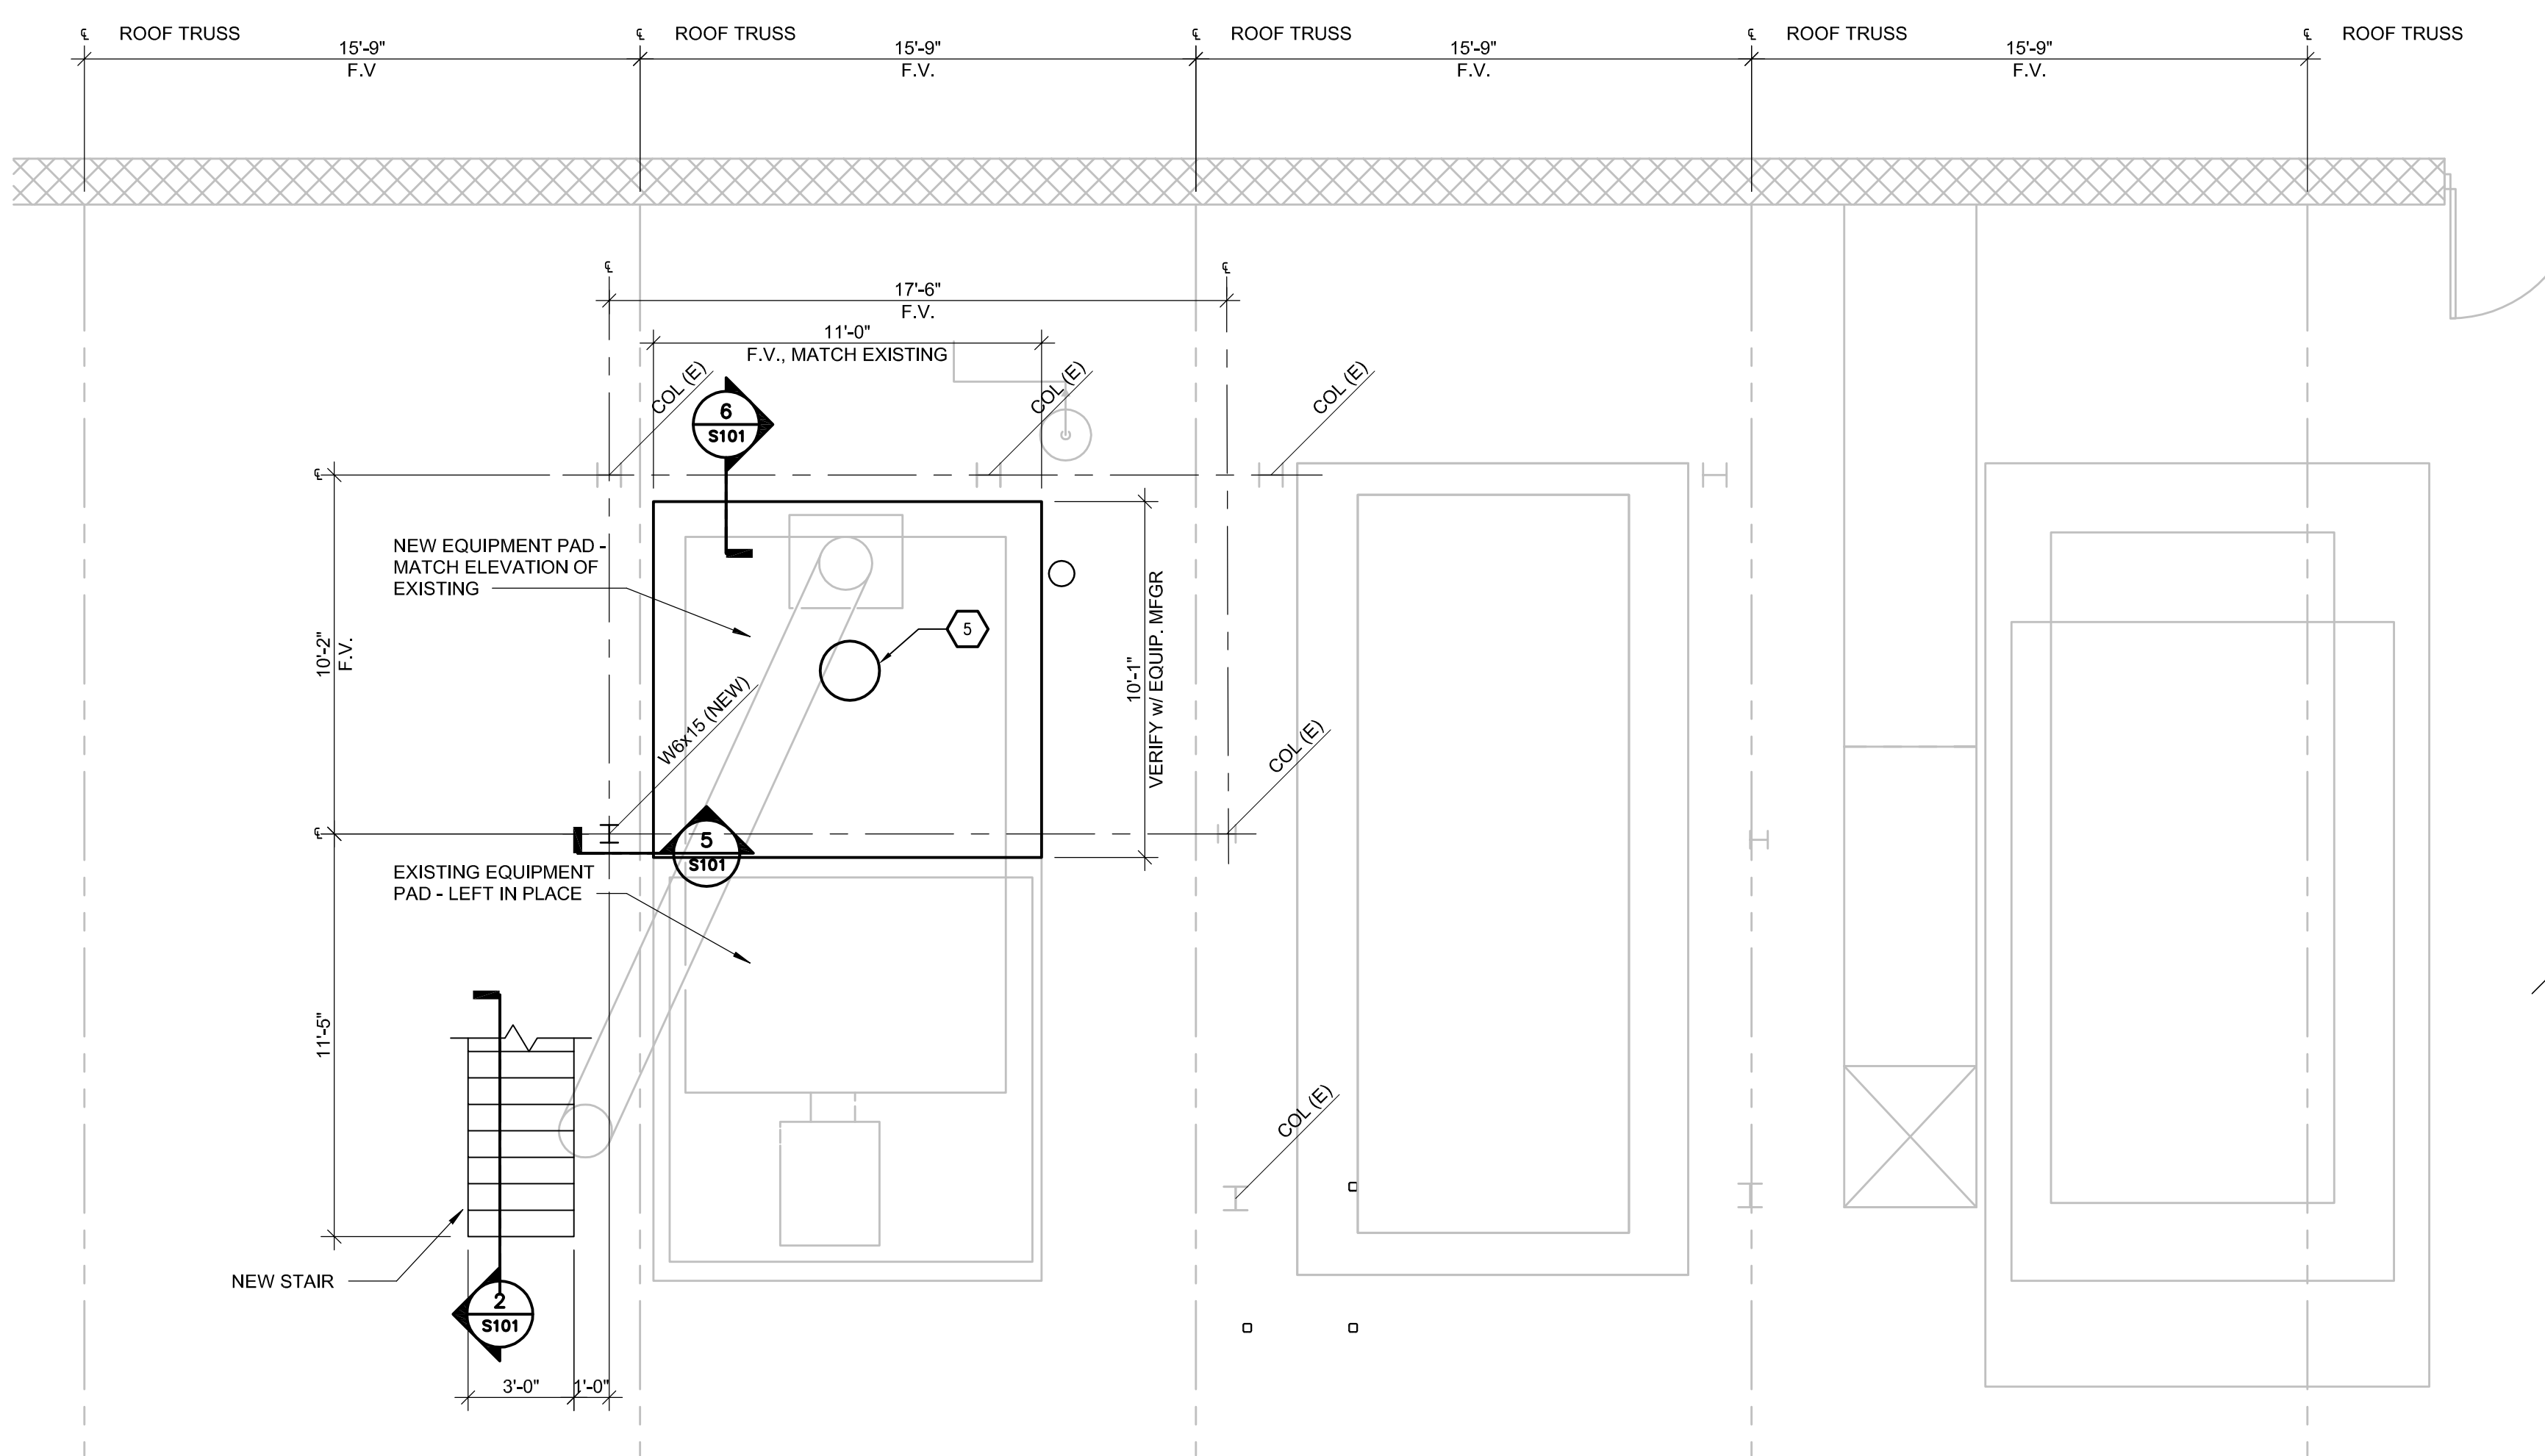 ℄ ROOF TRUSS
℄ ROOF TRUSS
℄ ROOF TRUSS
℄ ROOF TRUSS
℄ ROOF TRUSS
15'-9"
F.V
15'-9"
F.V.
15'-9"
F.V.
15'-9"
F.V.
℄
℄
17'-6"
F.V.
11'-0"
F.V., MATCH EXISTING
COL (E)
COL (E)
COL (E)
6
S101
℄
NEW EQUIPMENT PAD -
MATCH ELEVATION OF
EXISTING
5
10'-2"
F.V.
10'-1"
VERIFY w/ EQUIP. MFGR
W6x15 (NEW)
COL (E)
℄
5
S101
EXISTING EQUIPMENT
PAD - LEFT IN PLACE
11'-5"
COL (E)
NEW STAIR
2
S101
3'-0"
1'-0"